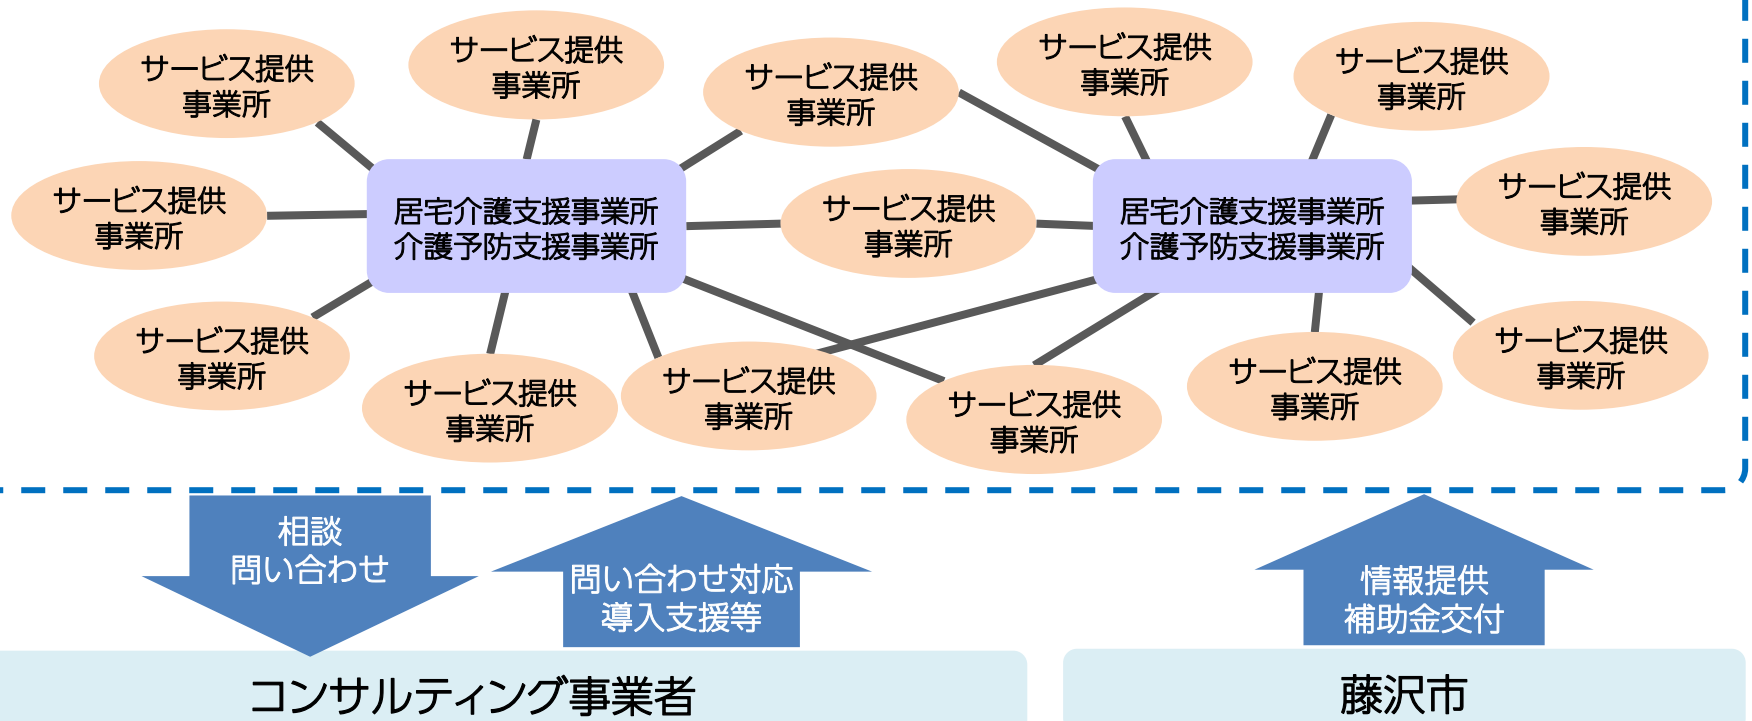 サービス提供
事業所
サービス提供
事業所
サービス提供
事業所
サービス提供
事業所
サービス提供
事業所
サービス提供
事業所
居宅介護支援事業所
介護予防支援事業所
サービス提供
事業所
居宅介護支援事業所
介護予防支援事業所
サービス提供
事業所
サービス提供
事業所
サービス提供
事業所
サービス提供
事業所
サービス提供
事業所
サービス提供
事業所
サービス提供
事業所
相談
問い合わせ
問い合わせ対応
導入支援等
情報提供
補助金交付
コンサルティング事業者
藤沢市